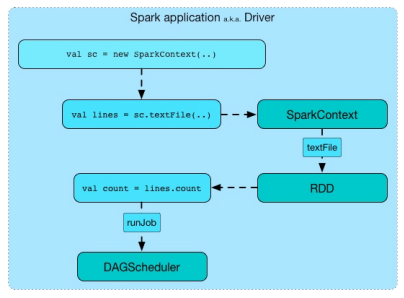 Spark application a.k.a. Driver
val sc = new SparkContext(..)
val lines = sc.textFile(..)
SparkContext
textFile
val count = lines.count
RDD
runJob
DAGScheduler